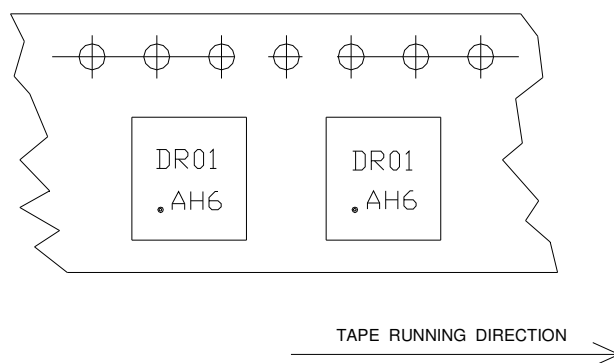 DR01
AH6
DR01
AH6
TAPE RUNNING DIRECTION